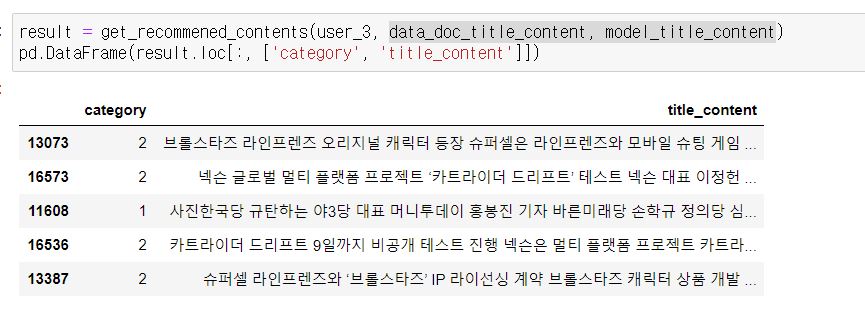 result = get_recommened_contents(user_3, data_doc_title_content, model_title_content)
pd.DataFrame(result.loc[:, ['category', 'title_content']])
category title_content
13073 2 브롤스타즈 라인프렌즈 오리지널 캐릭터 등장 슈퍼셀은 라인프렌즈와 모바일 슈팅 게임 ...
16573 2 넥슨 글로벌 멀티 플랫폼 프로젝트 ‘카트라이더 드리프트’ 테스트 넥슨 대표 이정헌 ...
11608 1 사진한국당 규탄하는 야3당 대표 머니투데이 홍봉진 기자 바른미래당 손학규 정의당 심...
16536 2 카트라이더 드리프트 9일까지 비공개 테스트 진행 넥슨은 멀티 플랫폼 프로젝트 카트라...
13387 2 슈퍼셀 라인프렌즈와 ‘브롤스타즈’ IP 라이선싱 계약 브롤스타즈 캐릭터 상품 개발 ...